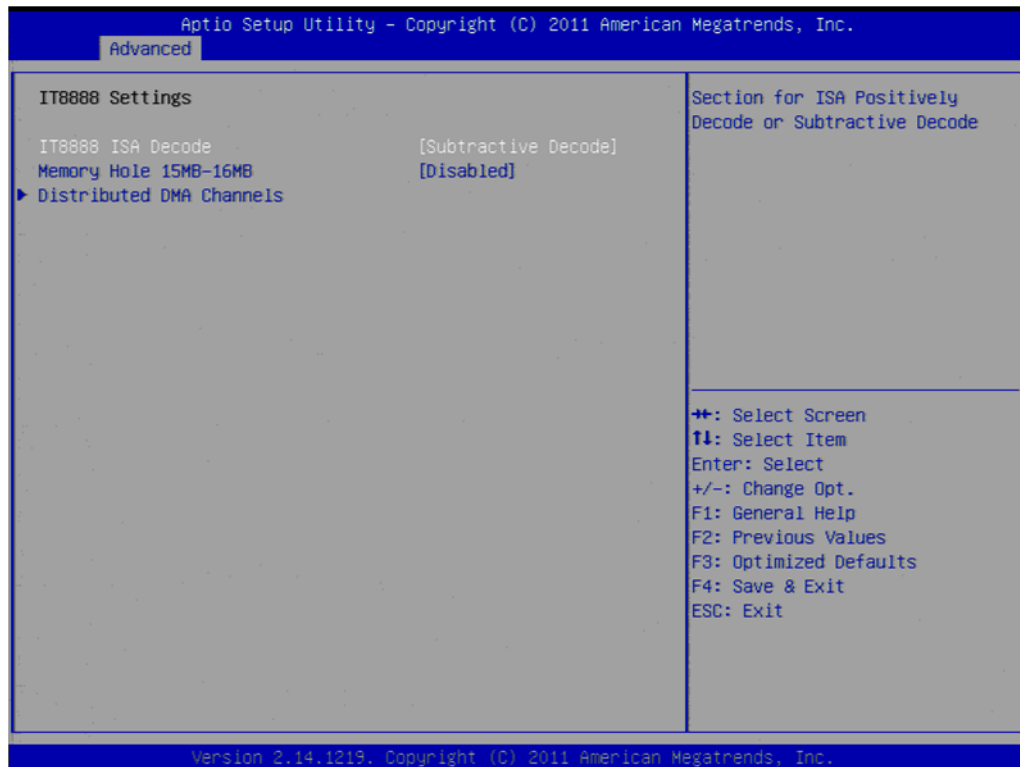 Aptio Setup Utility – Copyright (C) 2011 American Megatrends, Inc.
Advanced
IT8888 Settings
IT8888 ISA Decode [Subtractive Decode]
Memory Hole 15MB-16MB [Disabled]
Distributed DMA Channels
Section for ISA Positively
Decode or Subtractive Decode
→←: Select Screen
↑↓: Select Item
Enter: Select
+/-: Change Opt.
F1: General Help
F2: Previous Values
F3: Optimized Defaults
F4: Save & Exit
ESC: Exit
Version 2.14.1219. Copyright (C) 2011 American Megatrends, Inc.